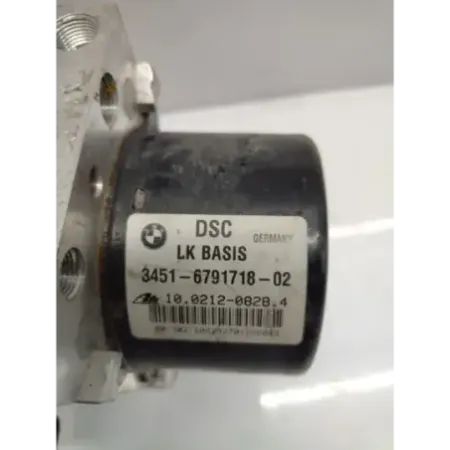 DSC
GERMANY
LK BASIS
3451-6791718-02
10.0212-0828.4